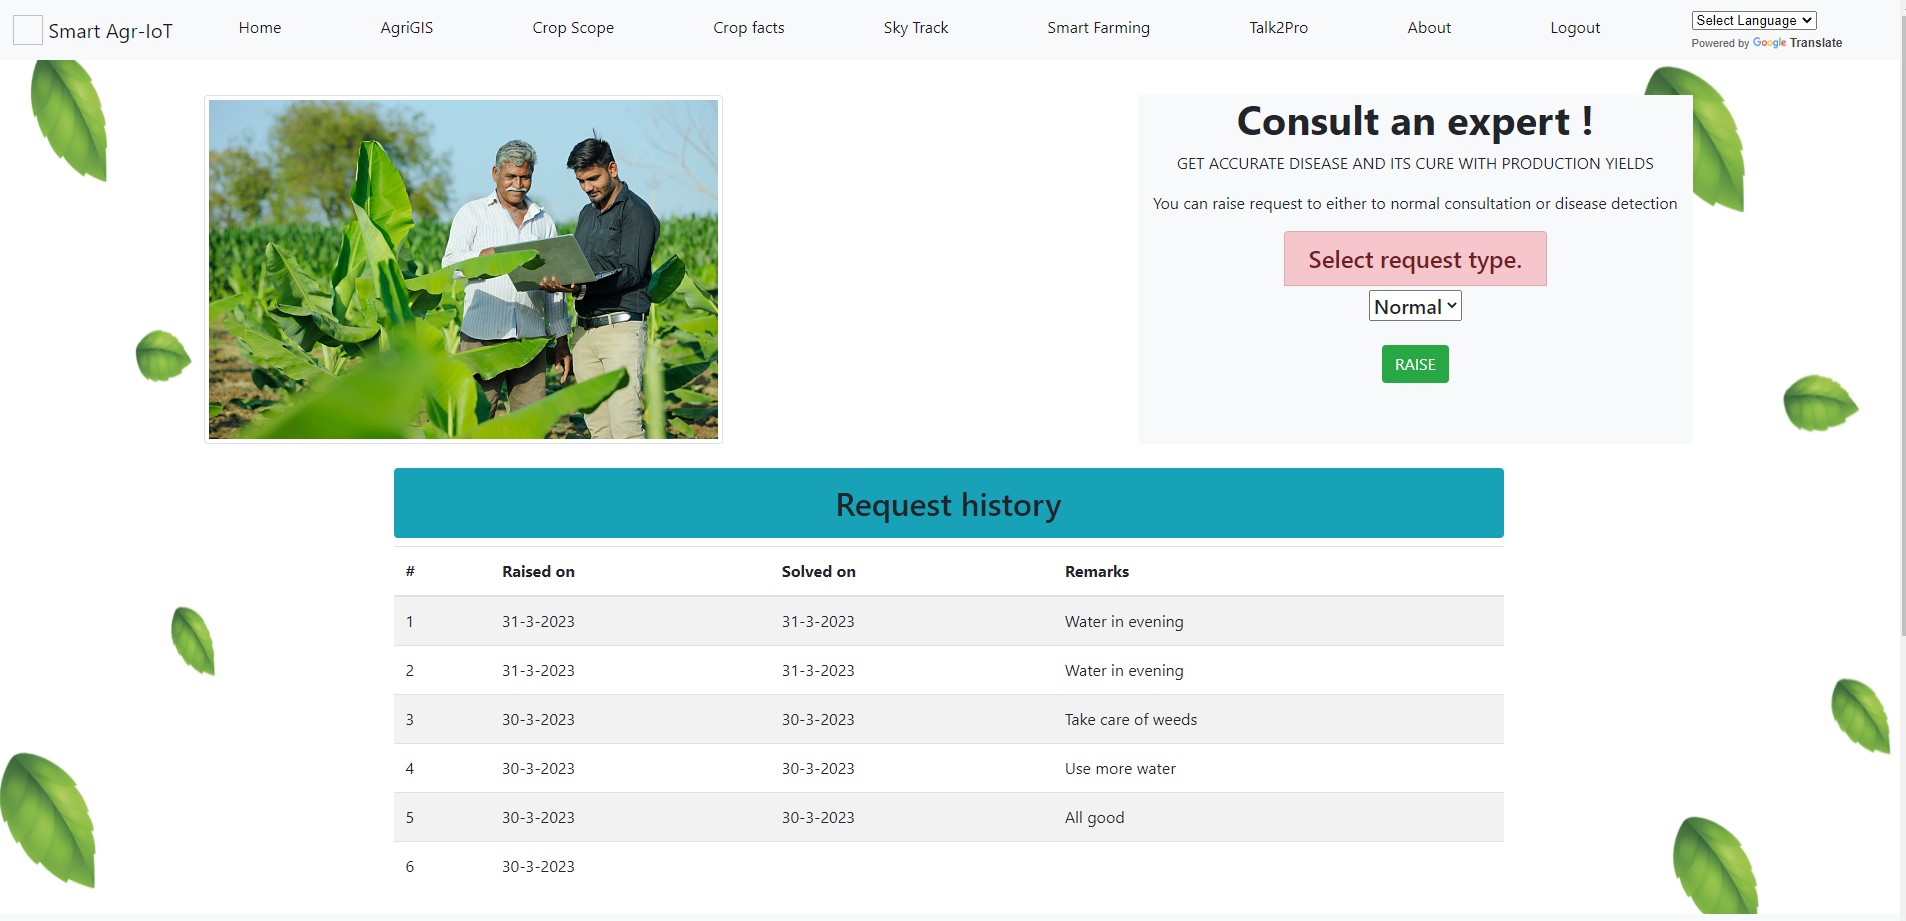 Smart Agr-IoT Home AgriGIS Crop Scope Crop facts Sky Track Smart Farming Talk2Pro About Logout Select Language
Powered by Google Translate
Consult an expert !
GET ACCURATE DISEASE AND ITS CURE WITH PRODUCTION YIELDS
You can raise request to either to normal consultation or disease detection
Select request type.
Normal
RAISE
Request history
# Raised on Solved on Remarks
1 31-3-2023 31-3-2023 Water in evening
2 31-3-2023 31-3-2023 Water in evening
3 30-3-2023 30-3-2023 Take care of weeds
4 30-3-2023 30-3-2023 Use more water
5 30-3-2023 30-3-2023 All good
6 30-3-2023